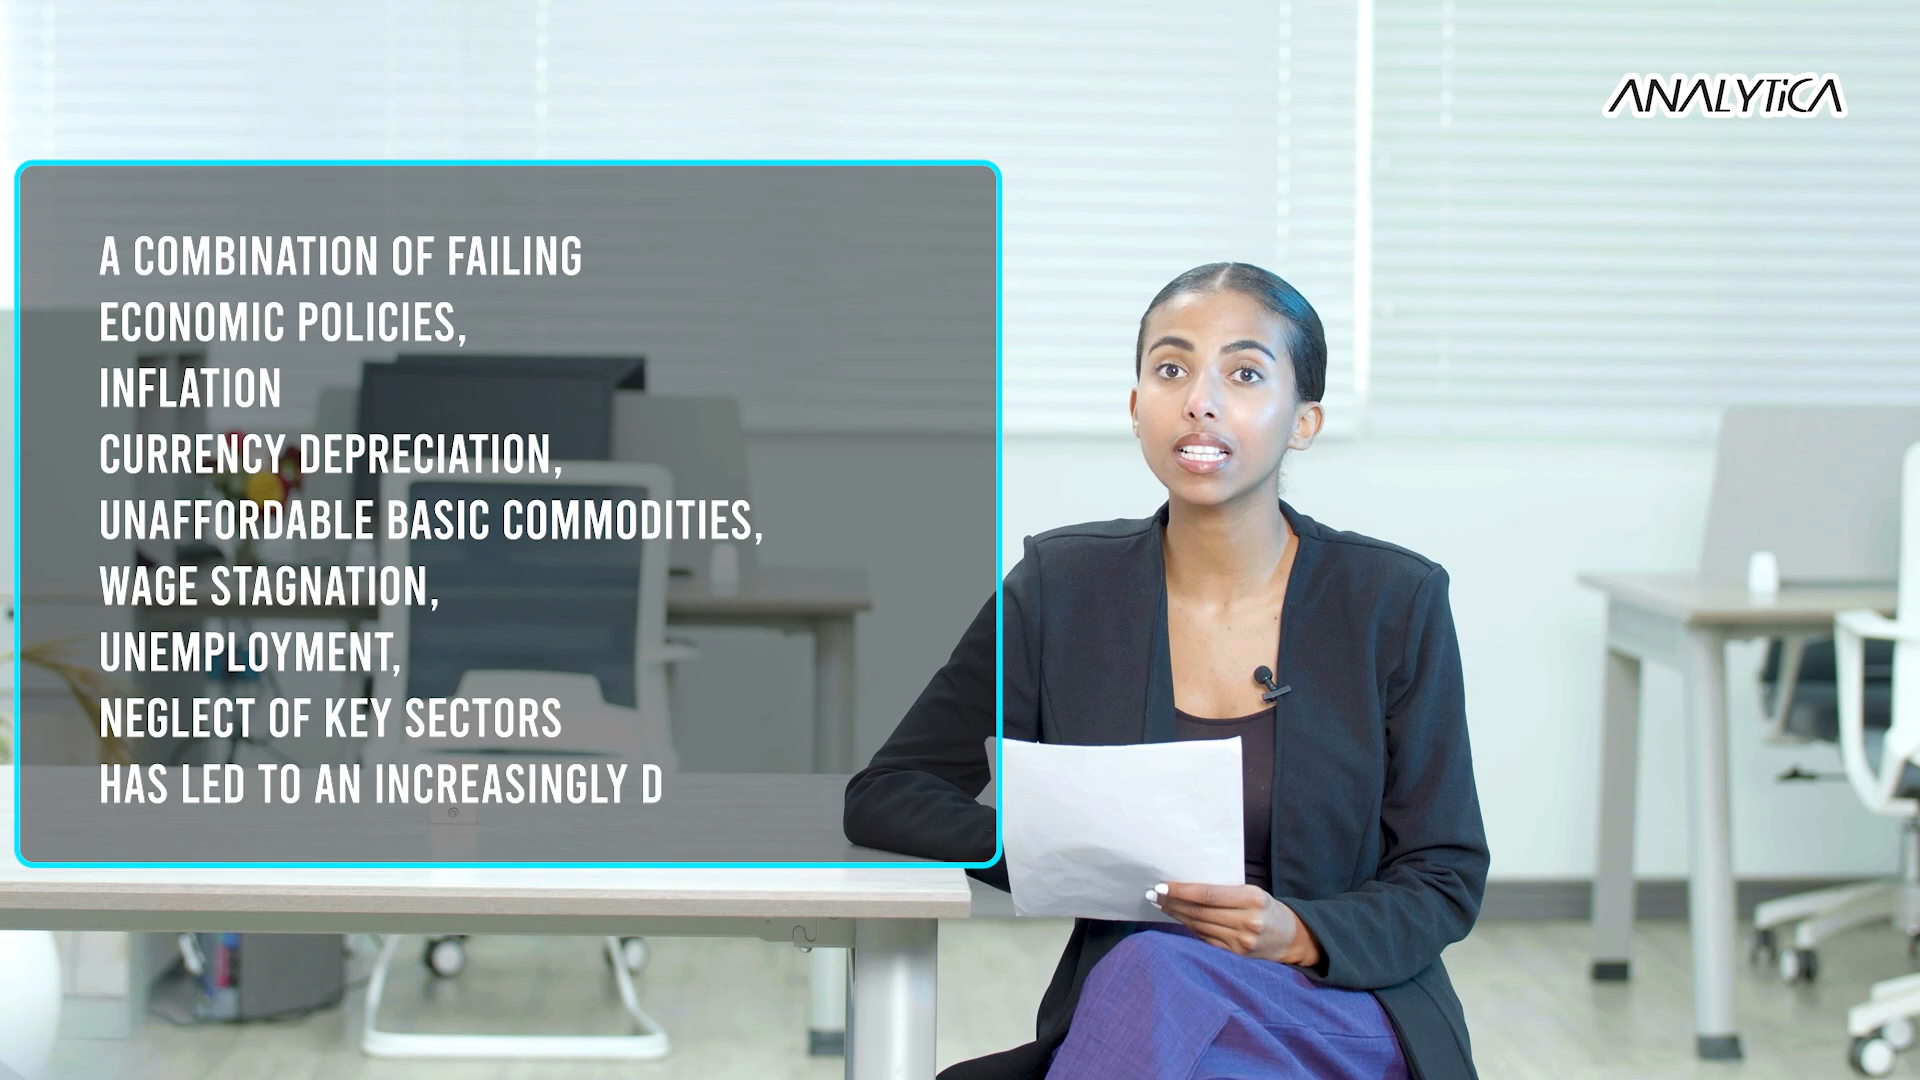 ANALYTiCA
A COMBINATION OF FAILING
ECONOMIC POLICIES,
INFLATION
CURRENCY DEPRECIATION,
UNAFFORDABLE BASIC COMMODITIES,
WAGE STAGNATION,
UNEMPLOYMENT,
NEGLECT OF KEY SECTORS
HAS LED TO AN INCREASINGLY D